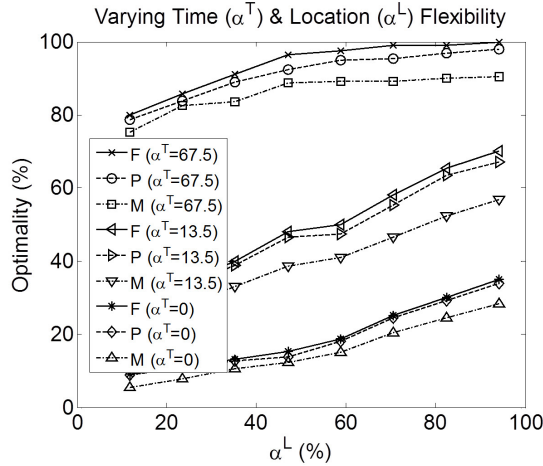 Varying Time (α^T) & Location (α^L) Flexibility
Optimality (%)
100
80
60
40
20
0
F (α^T=67.5)
P (α^T=67.5)
M (α^T=67.5)
F (α^T=13.5)
P (α^T=13.5)
M (α^T=13.5)
F (α^T=0)
P (α^T=0)
M (α^T=0)
0 20 40 60 80 100
α^L (%)